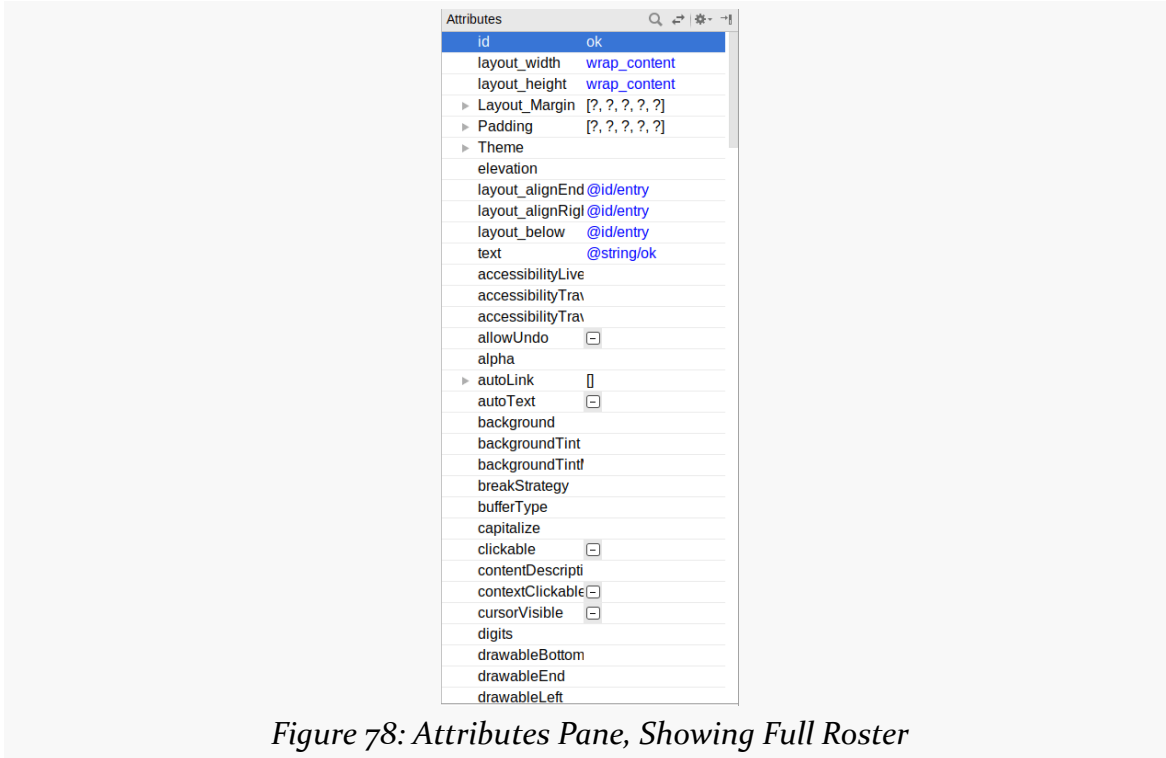 Attributes
id ok
layout_width wrap_content
layout_height wrap_content
Layout_Margin [?, ?, ?, ?, ?]
Padding [?, ?, ?, ?, ?]
Theme
elevation
layout_alignEnd @id/entry
layout_alignRigl @id/entry
layout_below @id/entry
text @string/ok
accessibilityLive
accessibilityTrav
accessibilityTrav
allowUndo
alpha
autoLink []
autoText
background
backgroundTint
backgroundTintM
breakStrategy
bufferType
capitalize
clickable
contentDescripti
contextClickable
cursorVisible
digits
drawableBottom
drawableEnd
drawableLeft
Figure 78: Attributes Pane, Showing Full Roster